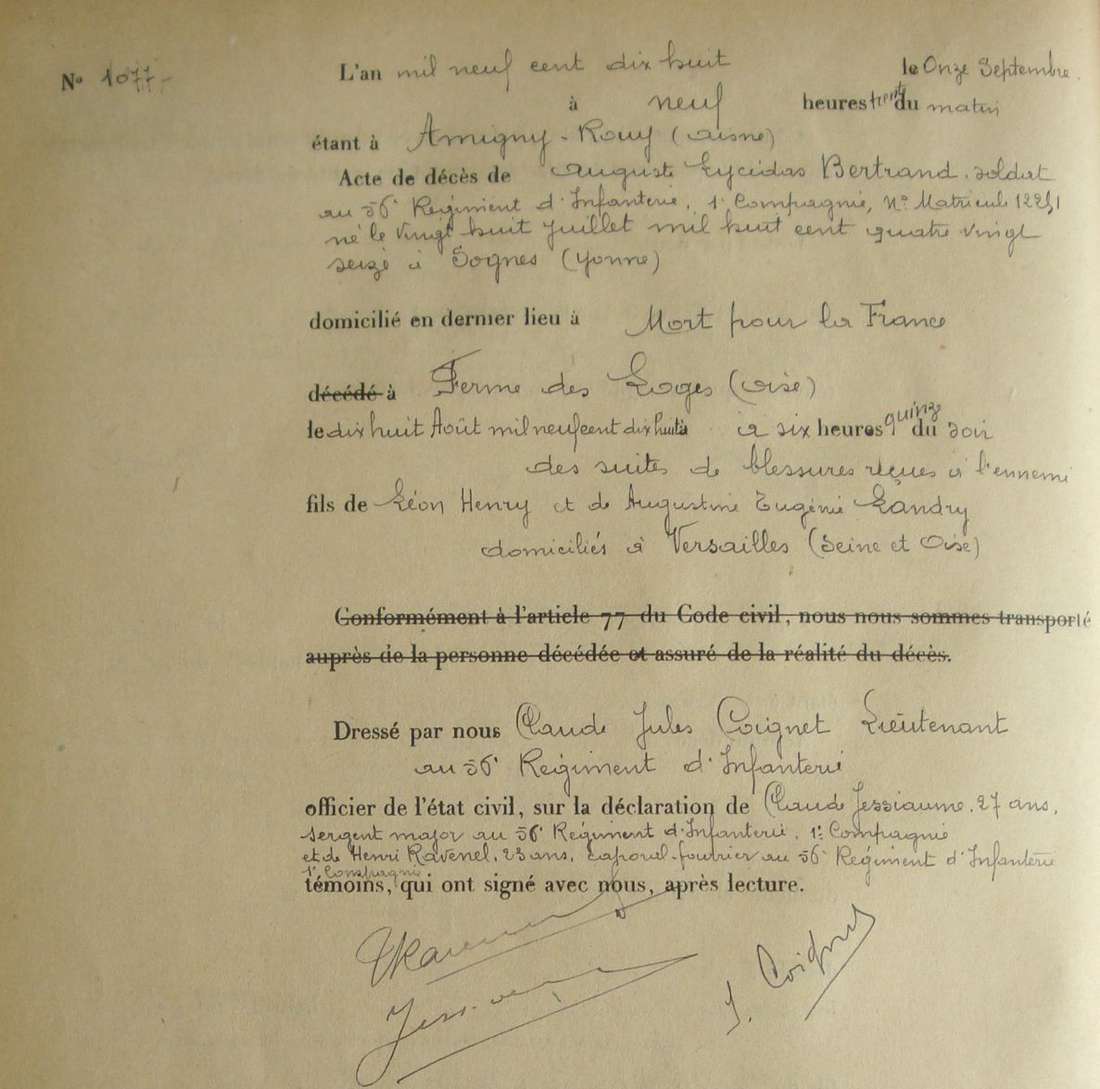 N° 1077-
L'an mil neuf cent dix huit le Onze Septembre.
à neuf heures trente du matin
étant à Amigny-Rouy (Aisne)
Acte de décès de Auguste Lycidas Bertrand, soldat
au 56e Régiment d'Infanterie, 1e Compagnie, N° Matricule
né le vingt huit Juillet mil huit cent quatre vingt
seize à Sognes (Yonne)
domicilié en dernier lieu à Mort pour la France
décédé à Ferme des Loges (Oise)
le dix huit Août mil neuf cent dix huit à à six heures quinze du soir
des suites de blessures reçues à l'ennemi
fils de Léon Henry et de Augustine Eugénie Landry
domiciliés à Versailles (Seine et Oise)
Conformément à l'article 77 du Code civil, nous nous sommes transporté
auprès de la personne décédée et assuré de la réalité du décès.
Dressé par nous Claude Jules Coignet Lieutenant
au 56e Régiment d'Infanterie
officier de l'état civil, sur la déclaration de Claude Jessiaume, 27 ans,
sergent major au 56e Régiment d'Infanterie, 1e Compagnie
et de Henri Ravenel, 23 ans, caporal-fourrier au 56e Régiment d'Infanterie
1e Compagnie
témoins, qui ont signé avec nous, après lecture.
J. Coignet